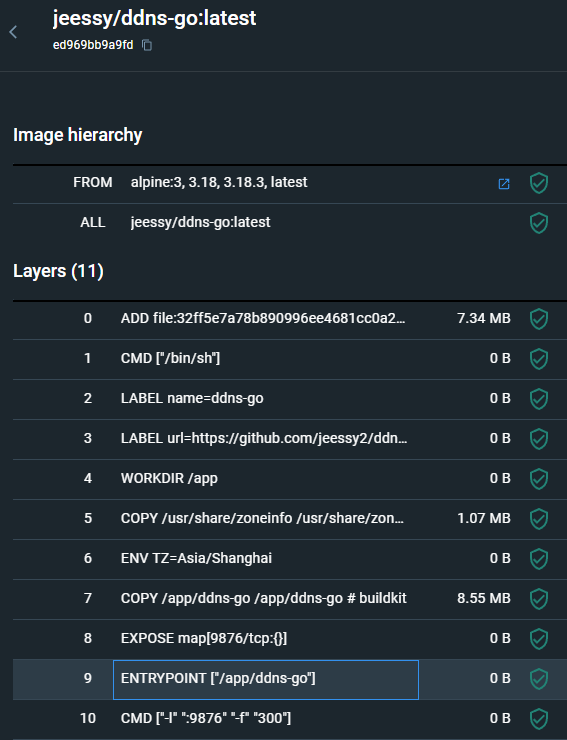 jeessy/ddns-go:latest
ed969bb9a9fd
Image hierarchy
FROM alpine:3, 3.18, 3.18.3, latest
ALL jeessy/ddns-go:latest
Layers (11)
0 ADD file:32ff5e7a78b890996ee4681cc0a2... 7.34 MB
1 CMD ["/bin/sh"] 0 B
2 LABEL name=ddns-go 0 B
3 LABEL url=https://github.com/jeessy2/ddn... 0 B
4 WORKDIR /app 0 B
5 COPY /usr/share/zoneinfo /usr/share/zon... 1.07 MB
6 ENV TZ=Asia/Shanghai 0 B
7 COPY /app/ddns-go /app/ddns-go # buildkit 8.55 MB
8 EXPOSE map[9876/tcp:{}] 0 B
9 ENTRYPOINT ["/app/ddns-go"] 0 B
10 CMD ["-l" ":9876" "-f" "300"] 0 B